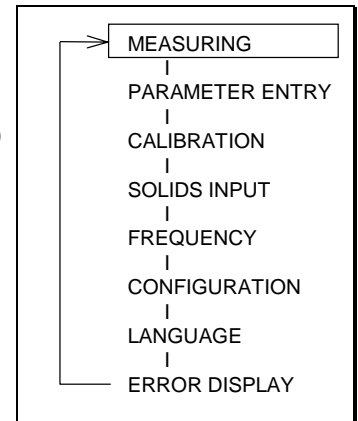 MEASURING
PARAMETER ENTRY
CALIBRATION
SOLIDS INPUT
FREQUENCY
CONFIGURATION
LANGUAGE
ERROR DISPLAY